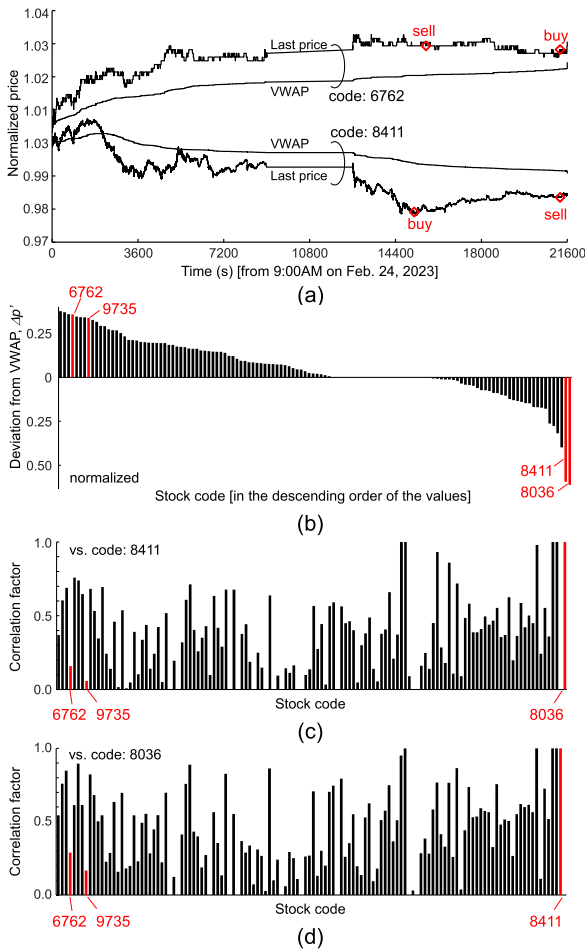 1.04
1.03
1.02
1.01
1.03
0.99
0.98
0.97
Normalized price
sell
buy
Last price
VWAP
code: 6762
code: 8411
VWAP
Last price
buy
sell
0 3600 7200 10800 14400 18000 21600
Time (s) [from 9:00AM on Feb. 24, 2023]
(a)
6762
9735
0.25
0
0.25
0.50
Deviation from VWAP, Δp'
8411
8036
normalized
Stock code [in the descending order of the values]
(b)
1.0
0.5
0.0
Correlation factor
vs. code: 8411
6762 9735 Stock code 8036
(c)
1.0
0.5
0.0
Correlation factor
vs. code: 8036
6762 9735 Stock code 8411
(d)